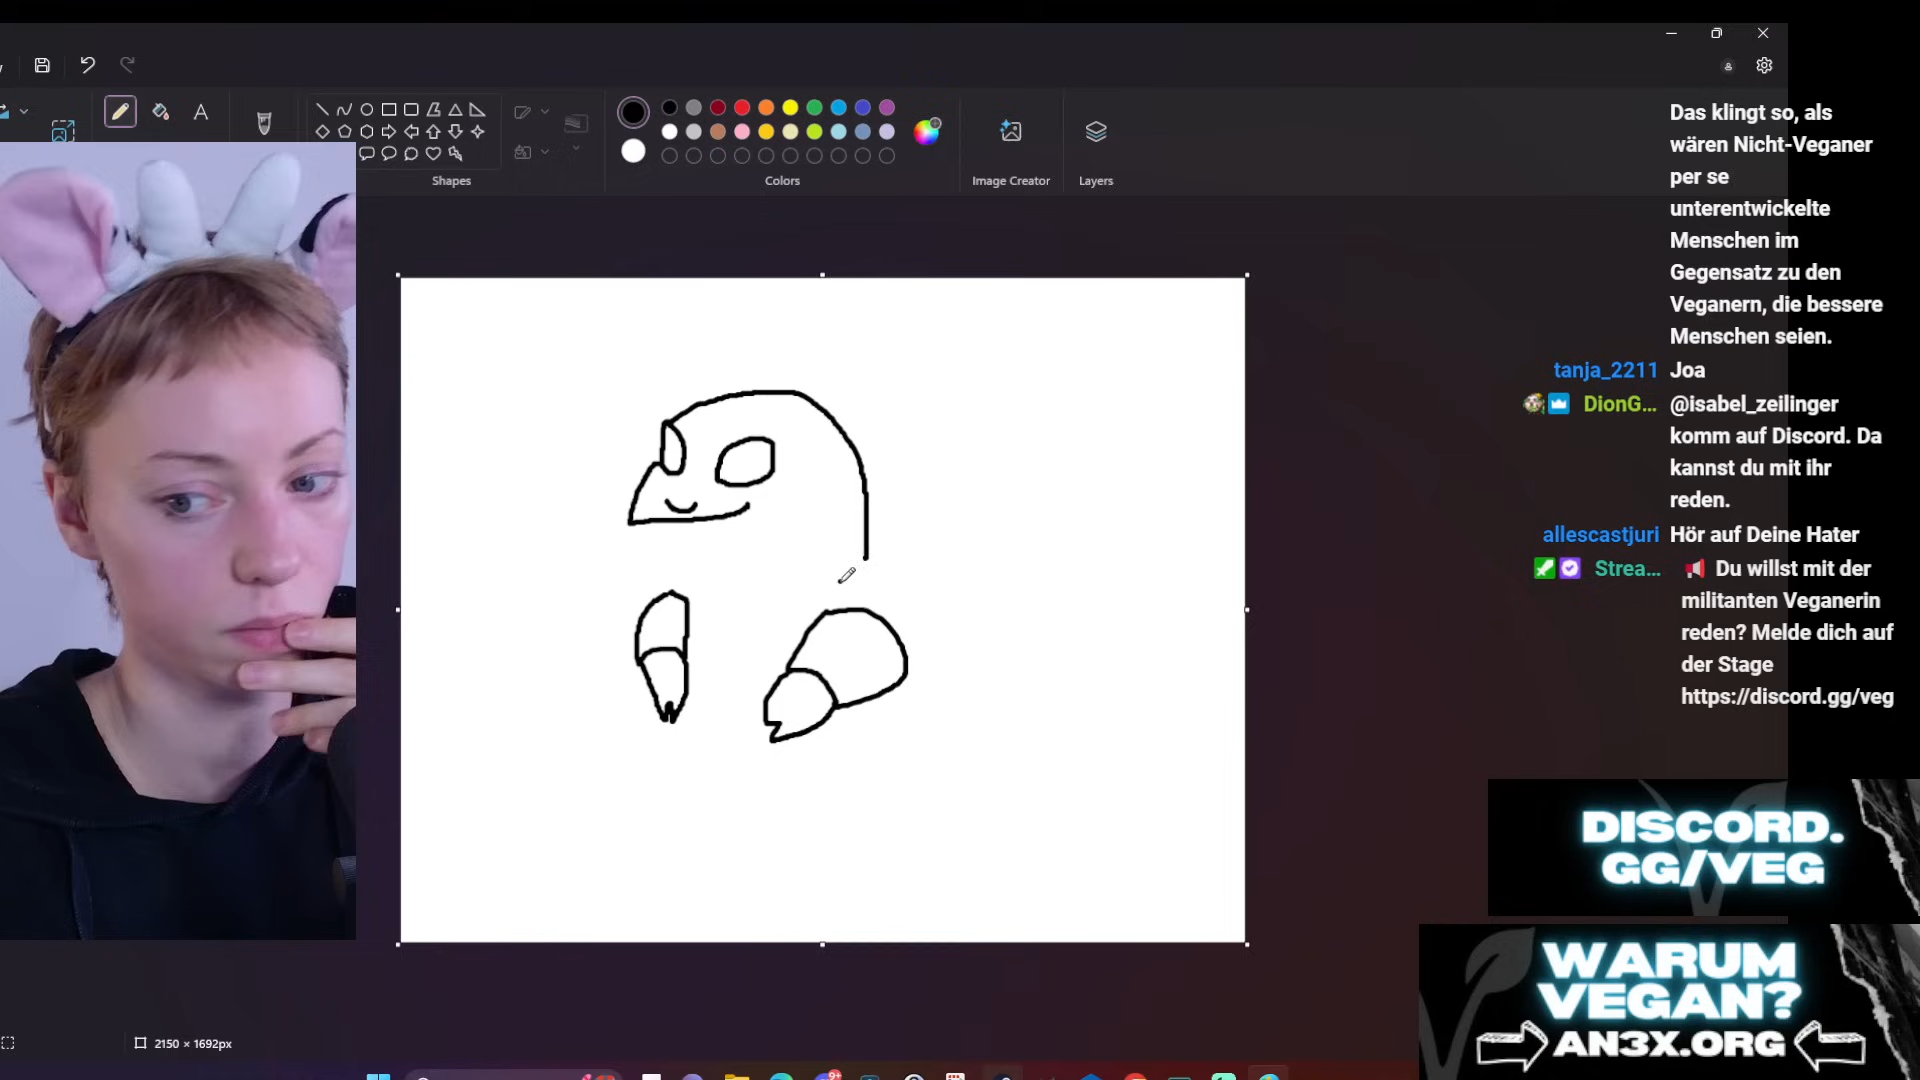 Shapes
Colors
Image Creator
Layers
A
Das klingt so, als
wären Nicht-Veganer
per se
unterentwickelte
Menschen im
Gegensatz zu den
Veganern, die bessere
Menschen seien.
tanja_2211 Joa
DionG... @isabel_zeilinger
komm auf Discord. Da
kannst du mit ihr
reden.
allescastjuri Hör auf Deine Hater
Strea... Du willst mit der
militanten Veganerin
reden? Melde dich auf
der Stage
https://discord.gg/veg
DISCORD.
GG/VEG
WARUM
VEGAN?
AN3X.ORG
2150 × 1692px
9+